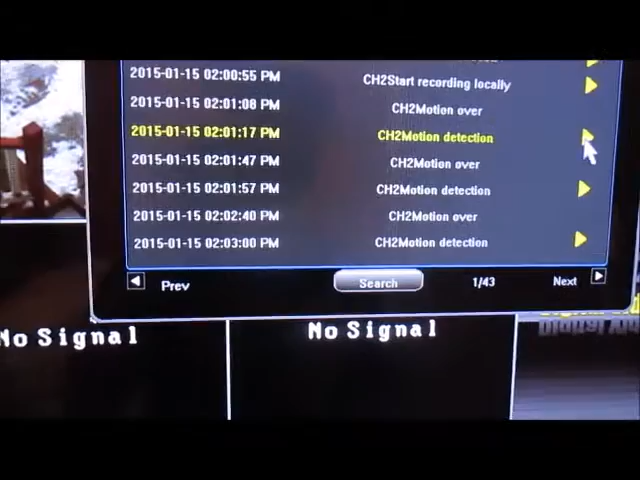 2015-01-15 02:00:55 PM CH2Start recording locally
2015-01-15 02:01:08 PM CH2Motion over
2015-01-15 02:01:17 PM CH2Motion detection
2015-01-15 02:01:47 PM CH2Motion over
2015-01-15 02:01:57 PM CH2Motion detection
2015-01-15 02:02:40 PM CH2Motion over
2015-01-15 02:03:00 PM CH2Motion detection
Prev Search 1/43 Next
No Signal No Signal